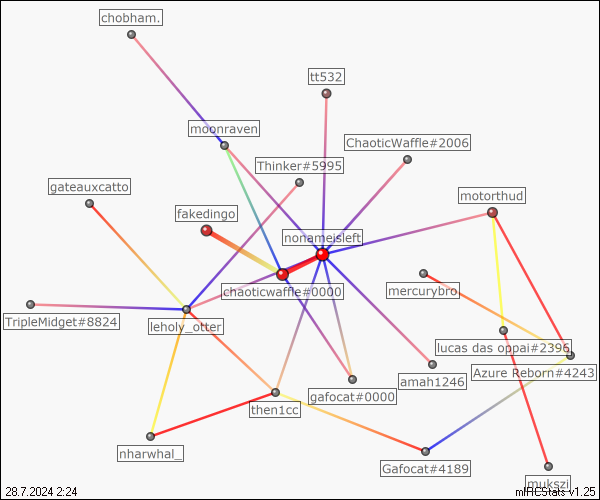 chobham.
tt532
moonraven
ChaoticWaffle#2006
Thinker#5995
gateauxcatto
motorthud
fakedingo
nonameisleft
chaoticwaffle#0000
mercurybro.
TripleMidget#8824
leholy_otter
lucas das oppai#2396
Azure Reborn#4243
amah1246
gafocat#0000
then1cc
nharwhal_
Gafocat#4189
mukszi
28.7.2024 2:24
mIRCStats v1.25